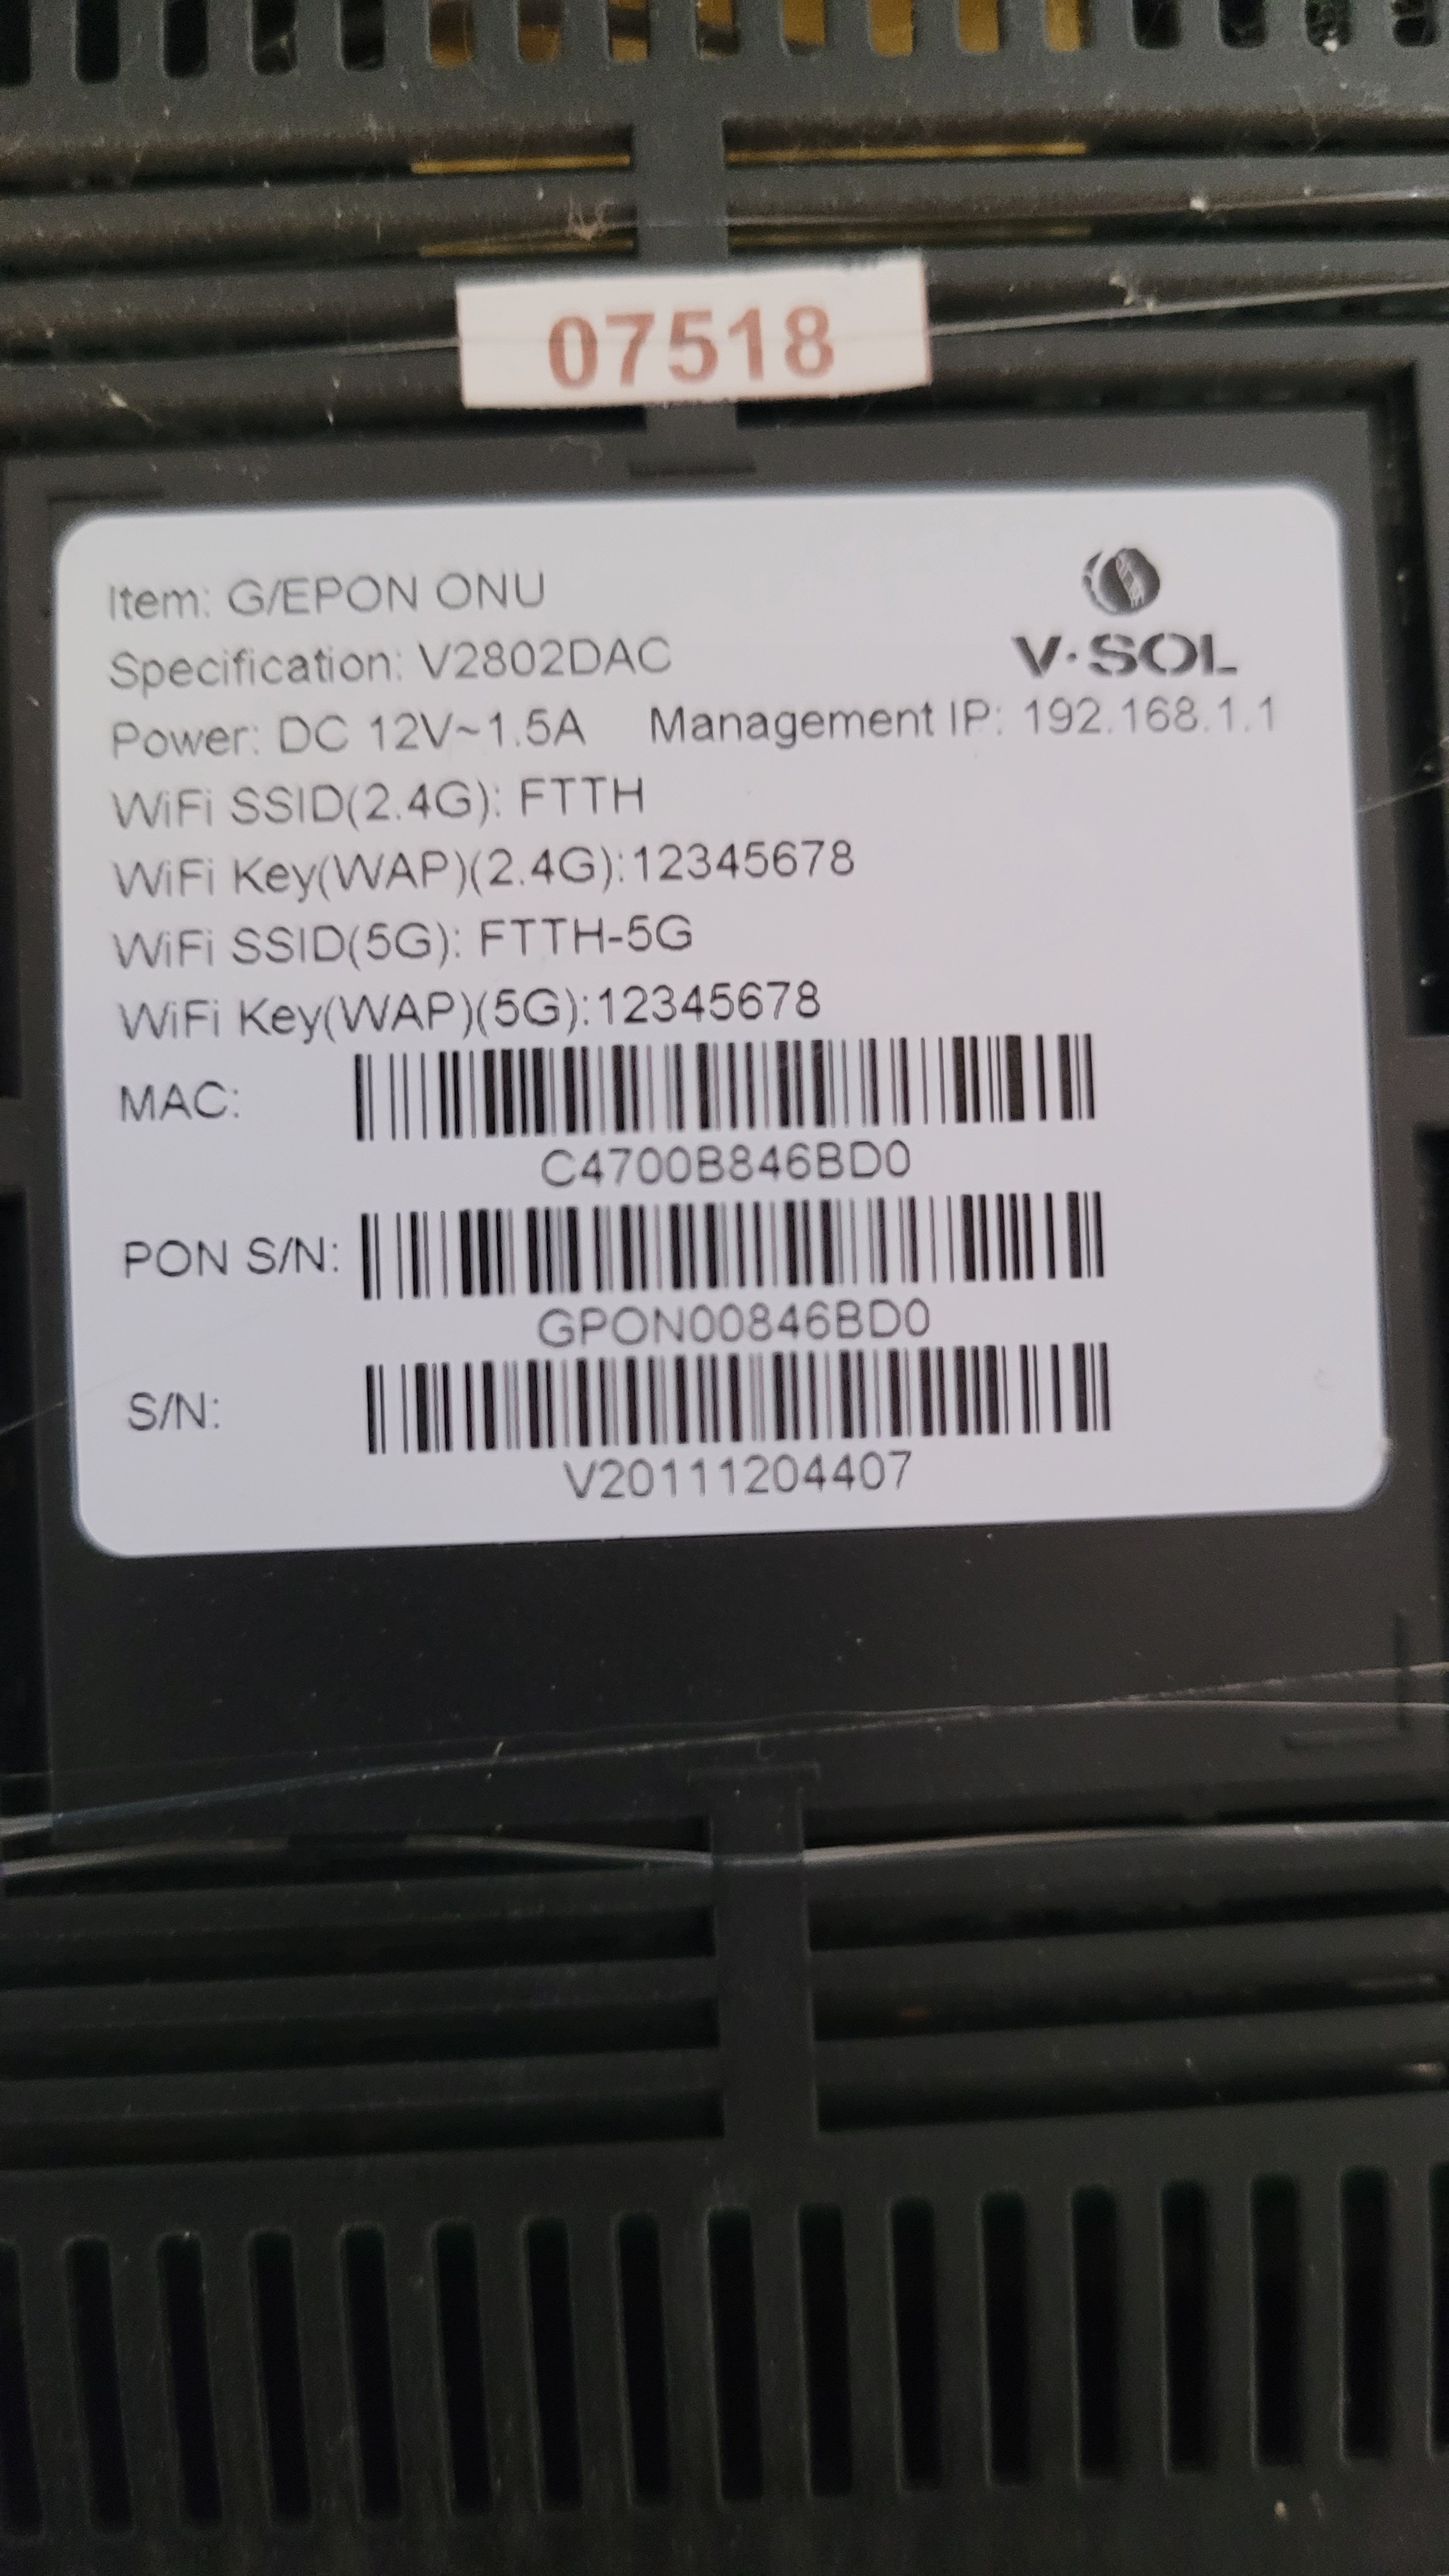 07518
Item: G/EPON ONU
V·SOL
Specification: V2802DAC
Power: DC 12V~1.5A Management IP: 192.168.1.1
WiFi SSID(2.4G): FTTH
WiFi Key(WAP)(2.4G):12345678
WiFi SSID(5G): FTTH-5G
WiFi Key(WAP)(5G):12345678
MAC:
C4700B846BD0
PON S/N:
GPON00846BD0
S/N:
V20111204407